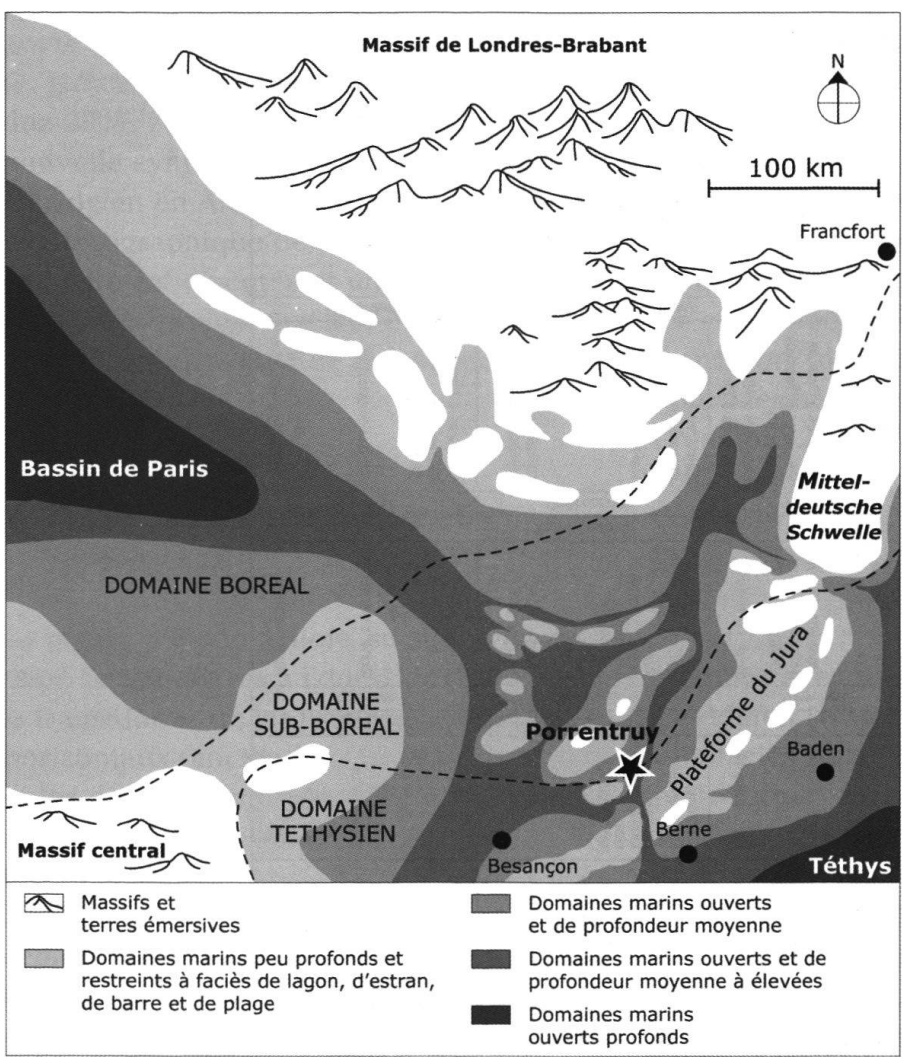 Massif de Londres-Brabant
N
100 km
Francfort
Bassin de Paris
Mittel-
deutsche
Schwelle
DOMAINE BOREAL
DOMAINE
SUB-BOREAL
Porrentruy
Plateforme du Jura
Baden
DOMAINE
TETHYSIEN
Massif central
Besançon
Berne
Téthys
Massifs et
terres émersives
Domaines marins peu profonds et
restreints à faciès de lagon, d'estran,
de barre et de plage
Domaines marins ouverts
et de profondeur moyenne
Domaines marins ouverts et de
profondeur moyenne à élevées
Domaines marins
ouverts profonds